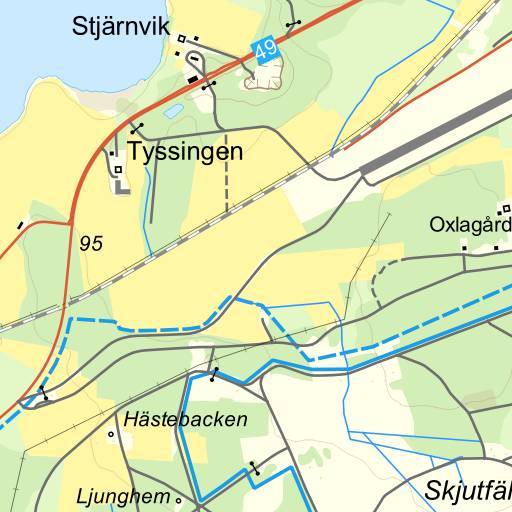 Stjärnvik
49
Tyssingen
Oxlagård
95
Hästebacken
Ljunghem
Skjutfäl